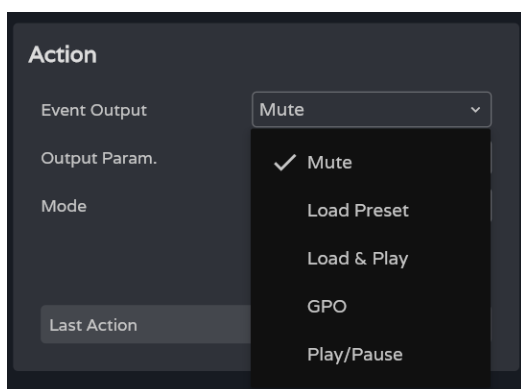 Action
Event Output
Mute
Output Param.
Mute
Mode
Load Preset
Load & Play
GPO
Last Action
Play/Pause